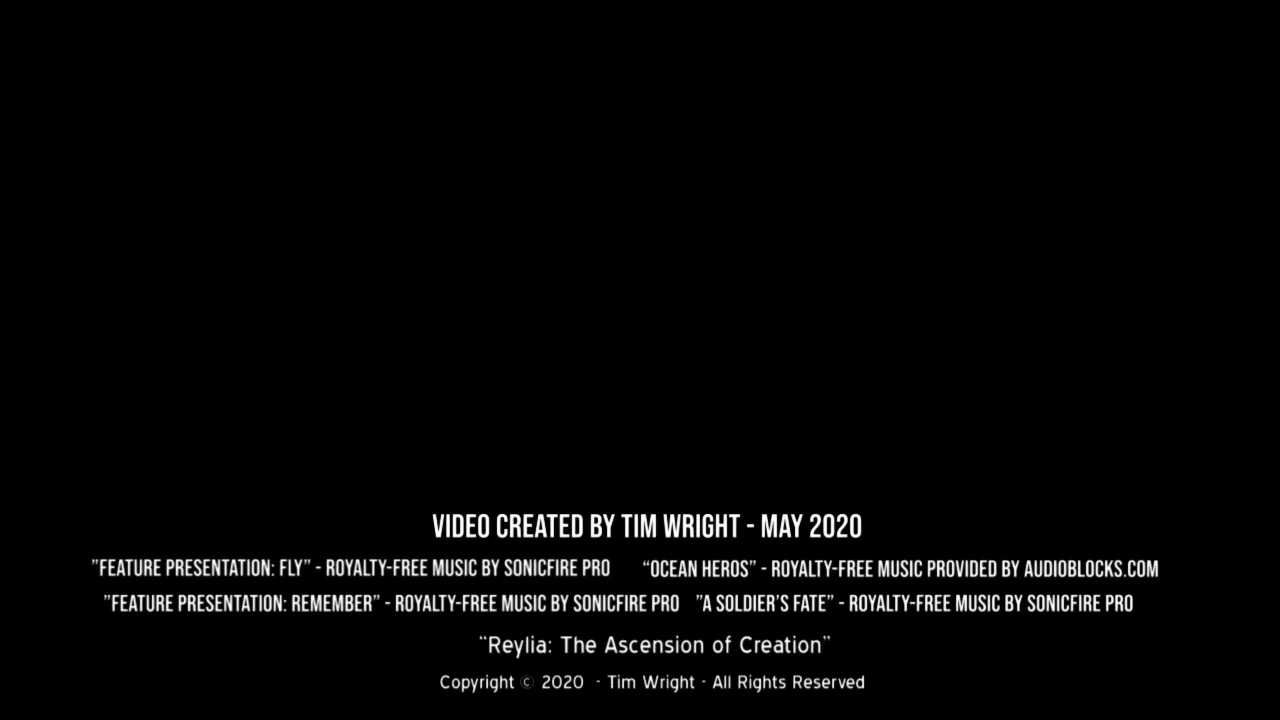 VIDEO CREATED BY TIM WRIGHT - MAY 2020
"FEATURE PRESENTATION: FLY" - ROYALTY-FREE MUSIC BY SONICFIRE PRO “OCEAN HEROS” - ROYALTY-FREE MUSIC PROVIDED BY AUDIOBLOCKS.COM
"FEATURE PRESENTATION: REMEMBER" - ROYALTY-FREE MUSIC BY SONICFIRE PRO "A SOLDIER'S FATE" - ROYALTY-FREE MUSIC BY SONICFIRE PRO
"Reylia: The Ascension of Creation"
Copyright © 2020 - Tim Wright - All Rights Reserved